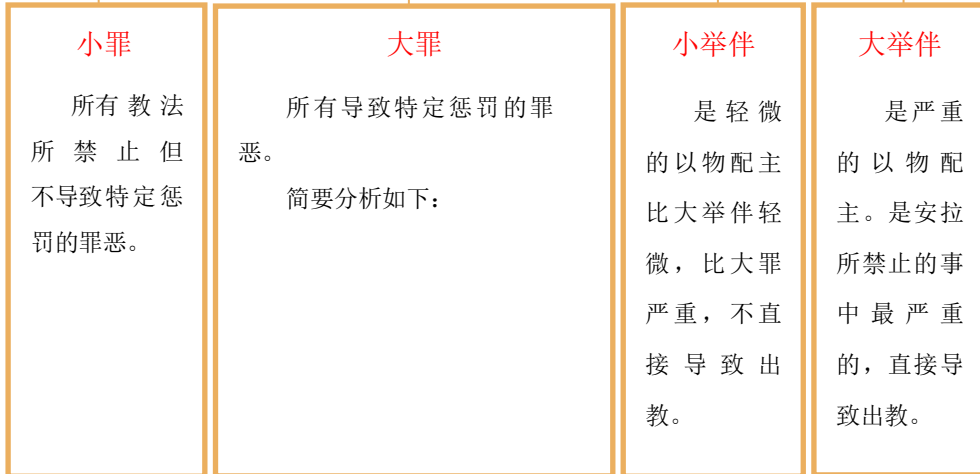 小罪
所有教法
所禁止但
不导致特定惩
罚的罪恶。
大罪
所有导致特定惩罚的罪
恶。
简要分析如下：
小举伴
是轻微
的以物配主
比大举伴轻
微，比大罪
严重，不直
接导致出
教。
大举伴
是严重
的以物配
主。是安拉
所禁止的事
中最严重
的，直接导
致出教。